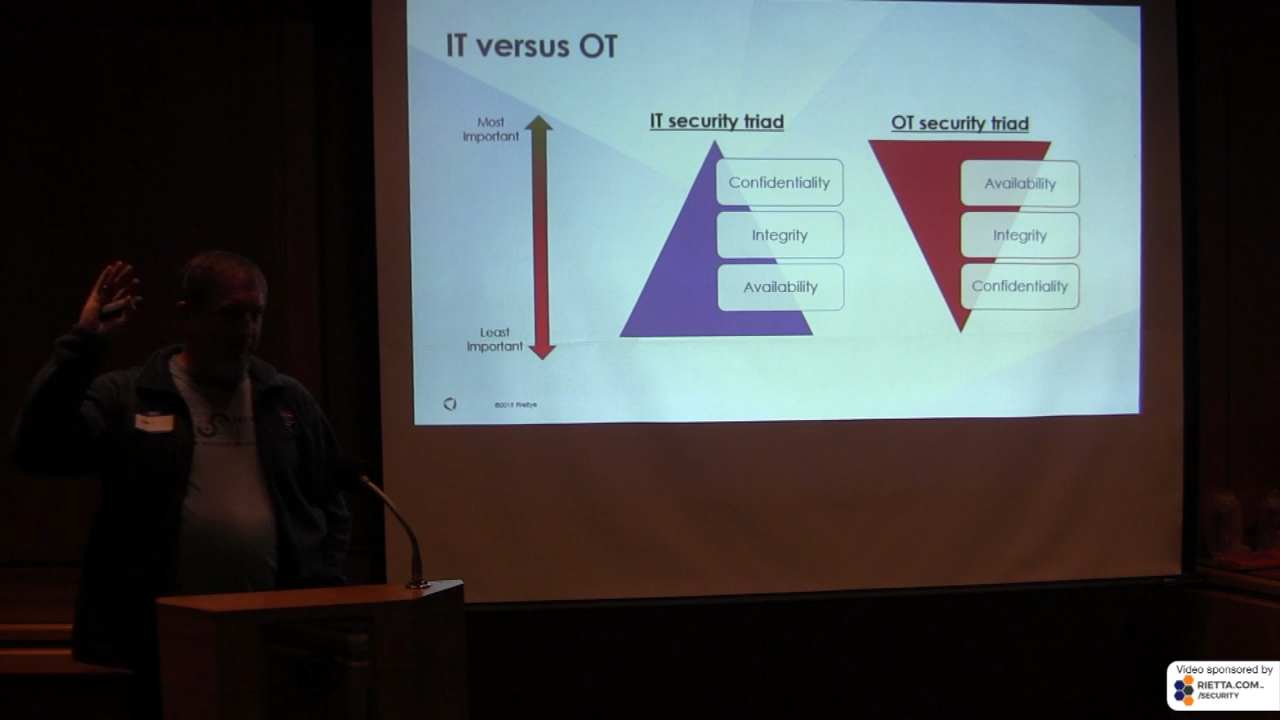 IT versus OT
Most
Important
Least
Important
IT security triad
Confidentiality
Integrity
Availability
OT security triad
Availability
Integrity
Confidentiality
Video sponsored by
RIETTA.COM
/SECURITY